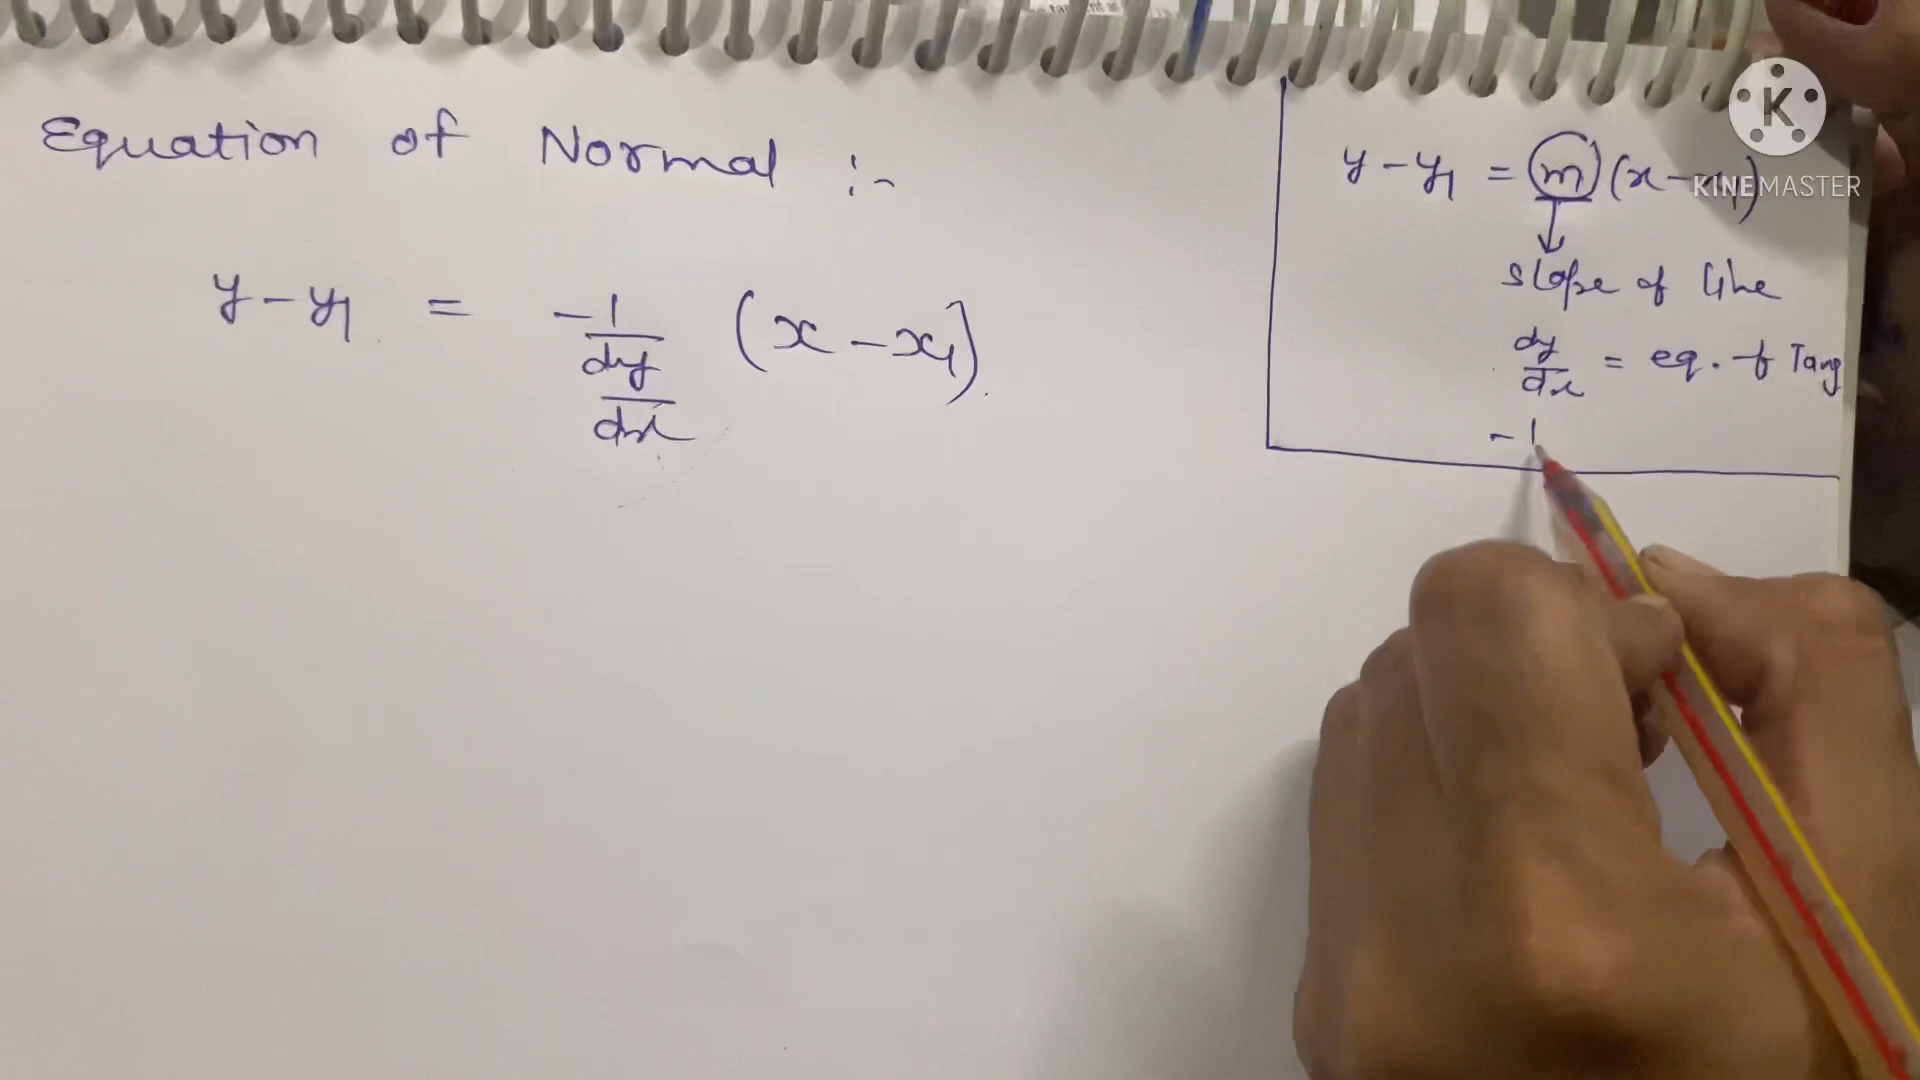 Equation of Normal :-
y - y1 = -1/(dy/dx) (x - x1)
y - y1 = m (x - x1)
slope of line
dy/dx = eq. of Tang
-1
K
KINEMASTER